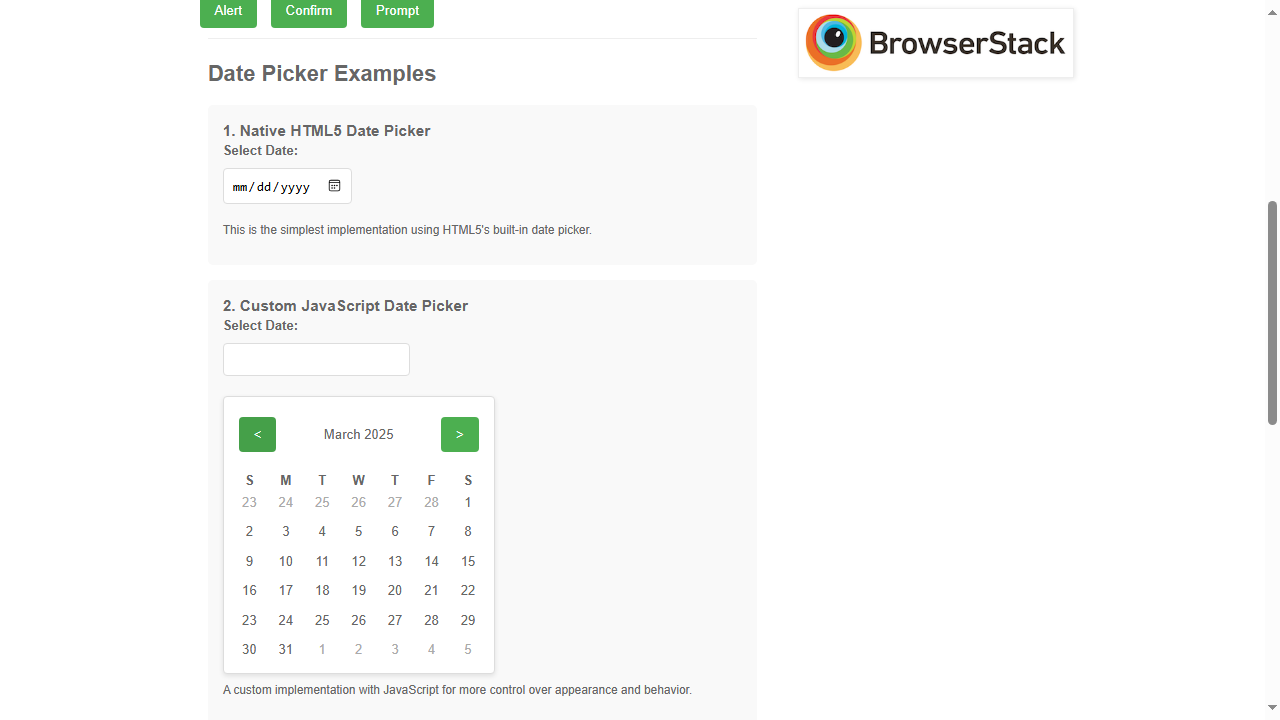 Alert Confirm Prompt
BrowserStack
Date Picker Examples
1. Native HTML5 Date Picker
Select Date:
mm/dd/yyyy
This is the simplest implementation using HTML5's built-in date picker.
2. Custom JavaScript Date Picker
Select Date:
< March 2025 >
S M T W T F S
23 24 25 26 27 28 1
2 3 4 5 6 7 8
9 10 11 12 13 14 15
16 17 18 19 20 21 22
23 24 25 26 27 28 29
30 31 1 2 3 4 5
A custom implementation with JavaScript for more control over appearance and behavior.